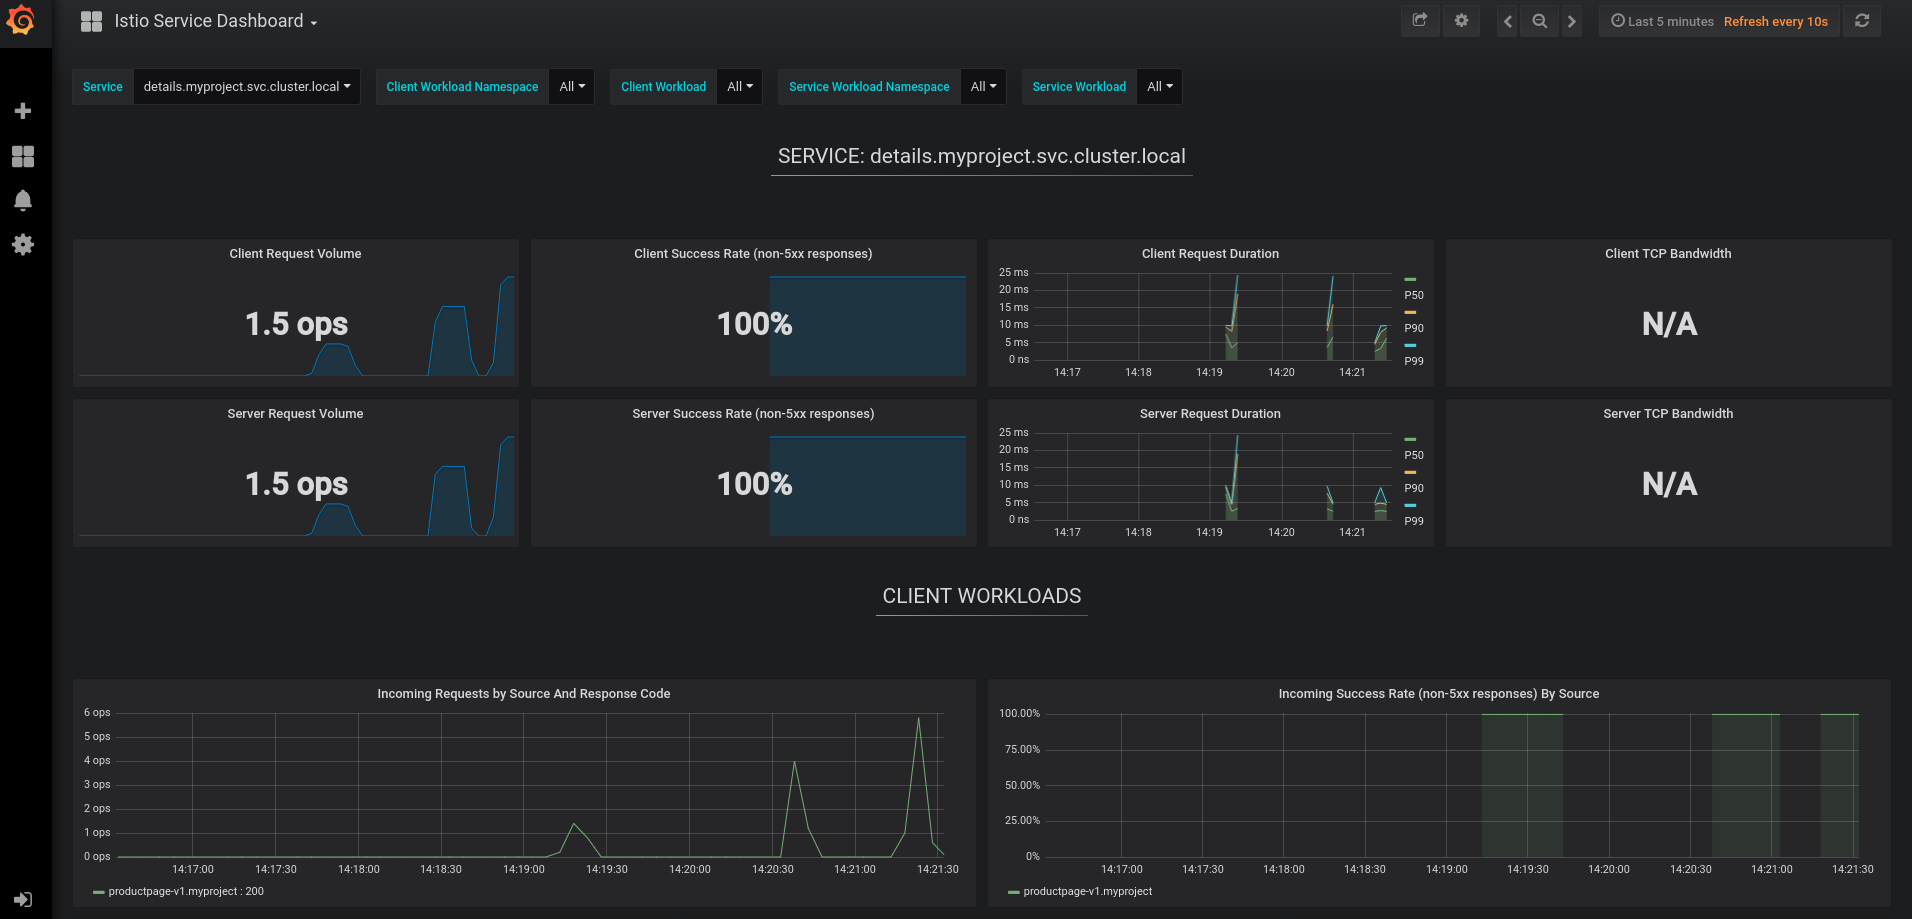 Istio Service Dashboard
Last 5 minutes Refresh every 10s
Service details.myproject.svc.cluster.local Client Workload Namespace All Client Workload All Service Workload Namespace All Service Workload All
SERVICE: details.myproject.svc.cluster.local
Client Request Volume
1.5 ops
Client Success Rate (non-5xx responses)
100%
Client Request Duration
25 ms
20 ms
15 ms
10 ms
5 ms
0 ns
14:17 14:18 14:19 14:20 14:21
P50
P90
P99
Client TCP Bandwidth
N/A
Server Request Volume
1.5 ops
Server Success Rate (non-5xx responses)
100%
Server Request Duration
25 ms
20 ms
15 ms
10 ms
5 ms
0 ns
14:17 14:18 14:19 14:20 14:21
P50
P90
P99
Server TCP Bandwidth
N/A
CLIENT WORKLOADS
Incoming Requests by Source And Response Code
6 ops
5 ops
4 ops
3 ops
2 ops
1 ops
0 ops
14:17:00 14:17:30 14:18:00 14:18:30 14:19:00 14:19:30 14:20:00 14:20:30 14:21:00 14:21:30
productpage-v1.myproject : 200
Incoming Success Rate (non-5xx responses) By Source
100.00%
75.00%
50.00%
25.00%
0%
14:17:00 14:17:30 14:18:00 14:18:30 14:19:00 14:19:30 14:20:00 14:20:30 14:21:00 14:21:30
productpage-v1.myproject